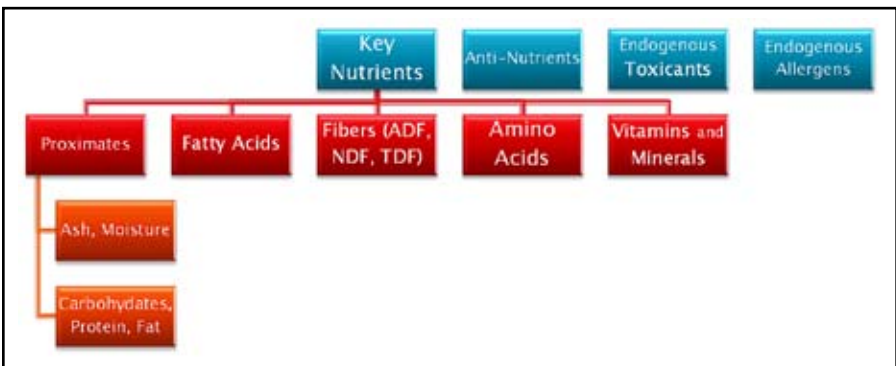 Key
Nutrients
Anti-Nutrients
Endogenous
Toxicants
Endogenous
Allergens
Proximates
Fatty Acids
Fibers (ADF,
NDF, TDF)
Amino
Acids
Vitamins and
Minerals
Ash, Moisture
Carbohydates,
Protein, Fat